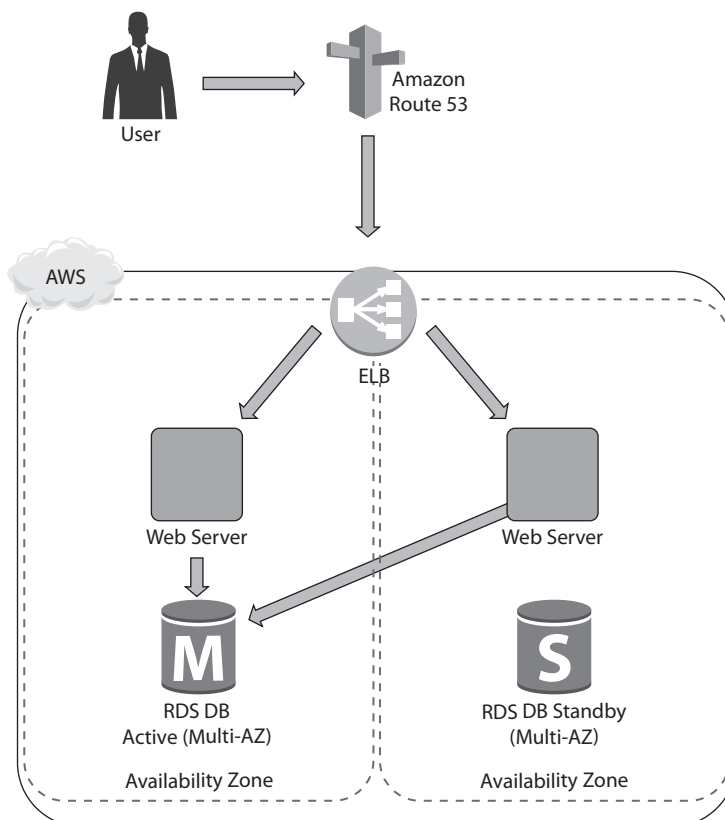 User
Amazon
Route 53
AWS
ELB
Web Server
Web Server
M
S
RDS DB
Active (Multi-AZ)
RDS DB Standby
(Multi-AZ)
Availability Zone
Availability Zone